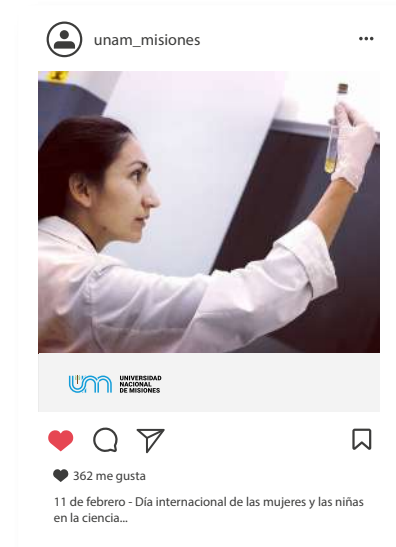 unam_misiones
UNIVERSIDAD
NACIONAL
DE MISIONES
362 me gusta
11 de febrero - Día internacional de las mujeres y las niñas
en la ciencia...